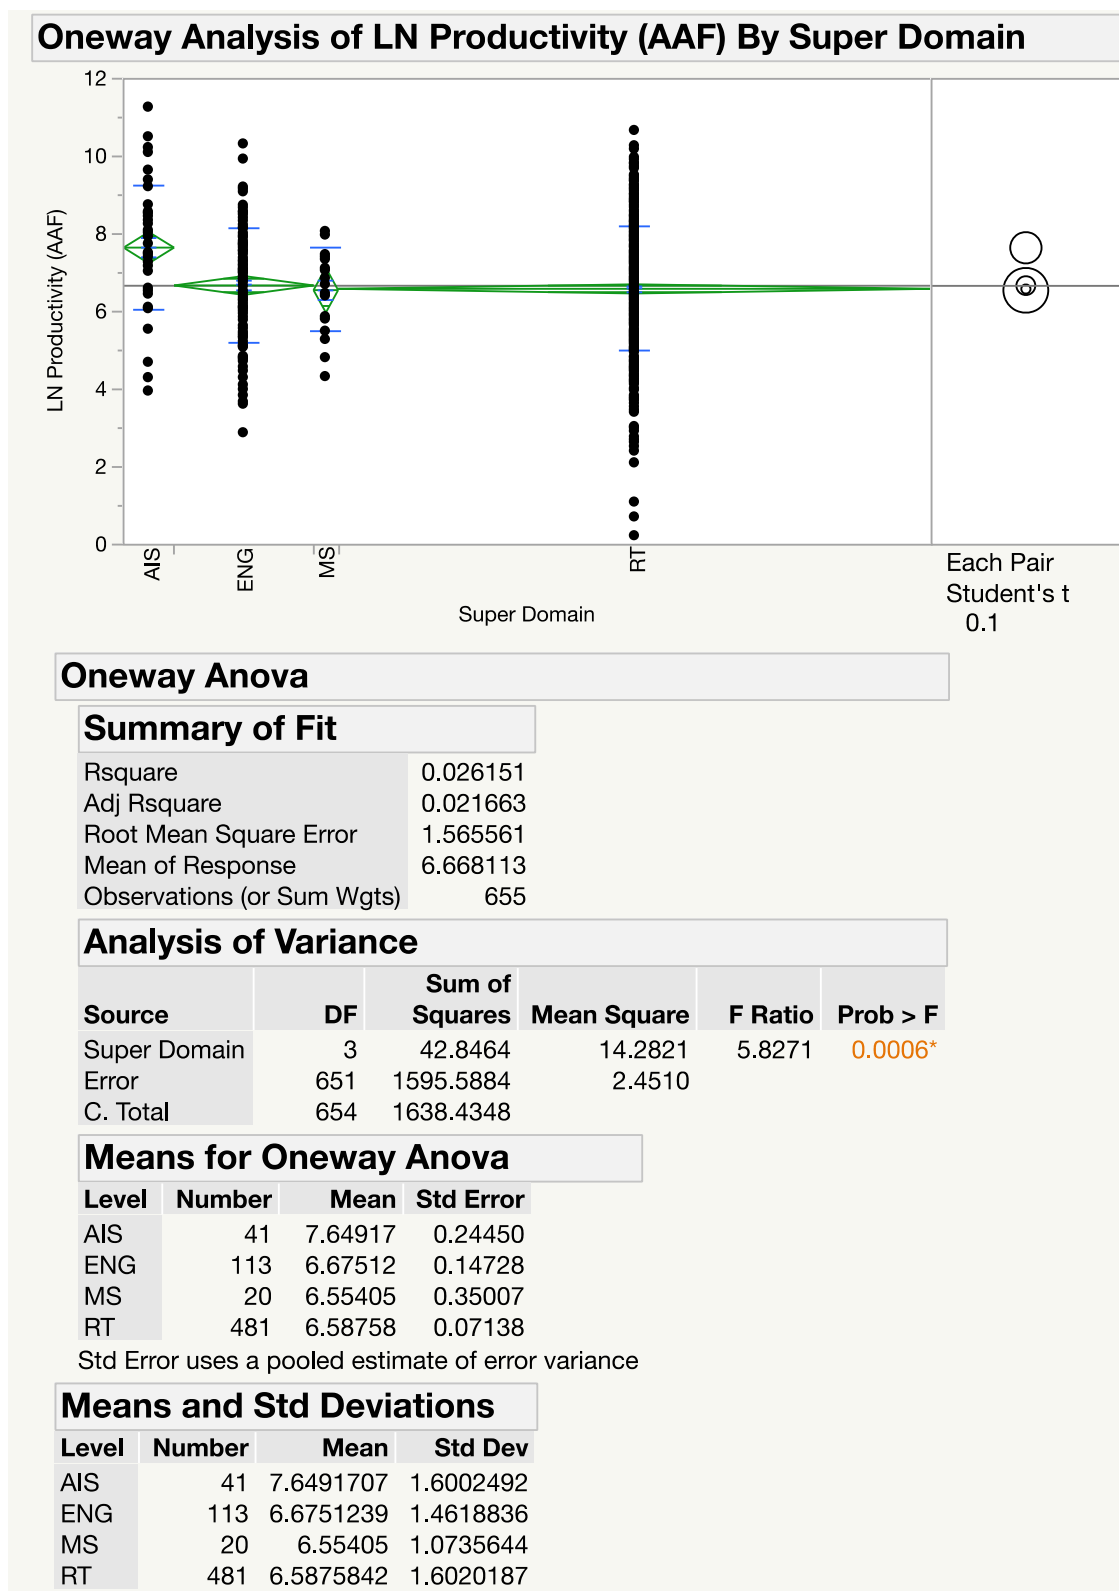 Oneway Analysis of LN Productivity (AAF) By Super Domain
12
10
8
6
4
2
0
LN Productivity (AAF)
AIS
ENG
MS
RT
Super Domain
Each Pair
Student's t
0.1
Oneway Anova
Summary of Fit
Rsquare 0.026151
Adj Rsquare 0.021663
Root Mean Square Error 1.565561
Mean of Response 6.668113
Observations (or Sum Wgts) 655
Analysis of Variance
Sum of
Source DF Squares Mean Square F Ratio Prob > F
Super Domain 3 42.8464 14.2821 5.8271 0.0006*
Error 651 1595.5884 2.4510
C. Total 654 1638.4348
Means for Oneway Anova
Level Number Mean Std Error
AIS 41 7.64917 0.24450
ENG 113 6.67512 0.14728
MS 20 6.55405 0.35007
RT 481 6.58758 0.07138
Std Error uses a pooled estimate of error variance
Means and Std Deviations
Level Number Mean Std Dev
AIS 41 7.6491707 1.6002492
ENG 113 6.6751239 1.4618836
MS 20 6.55405 1.0735644
RT 481 6.5875842 1.6020187